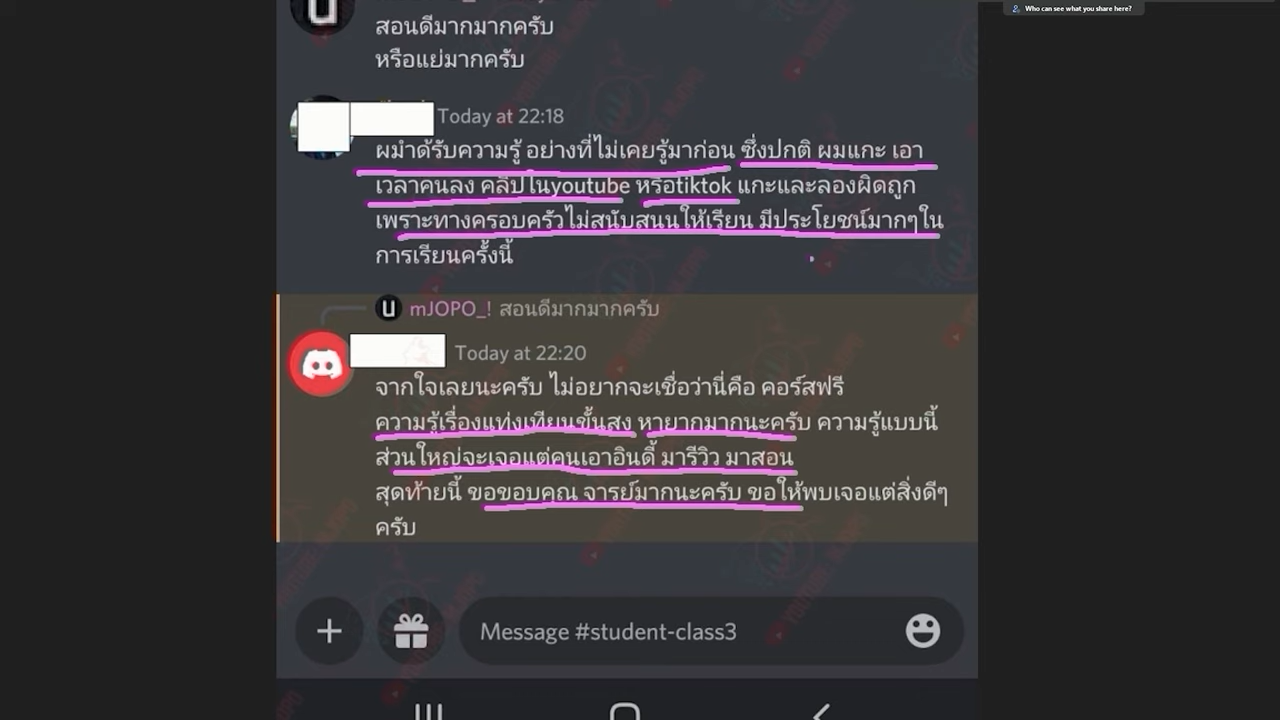 Who can see what you share here?
สอนดีมากมากครับ
หรือแย่มากครับ
Today at 22:18
ผมำด้รับความรู้ อย่างที่ไม่เคยรู้มาก่อน ซึ่งปกติ ผมแกะ เอา
เวลาคนลง คลิปในyoutube หรือtiktok แกะและลองผิดถูก
เพราะทางครอบครัวไม่สนับสนนให้เรียน มีประโยชน์มากๆใน
การเรียนครั้งนี้
mJOPO_! สอนดีมากมากครับ
Today at 22:20
จากใจเลยนะครับ ไม่อยากจะเชื่อว่านี่คือ คอร์สฟรี
ความรู้เรื่องแท่งเทียนขั้นสูง หายากมากนะครับ ความรู้แบบนี้
ส่วนใหญ่จะเจอแต่คนเอาอินดี้ มารีวิว มาสอน
สุดท้ายนี้ ขอขอบคุณ จารย์มากนะครับ ขอให้พบเจอแต่สิ่งดีๆ
ครับ
Message #student-class3